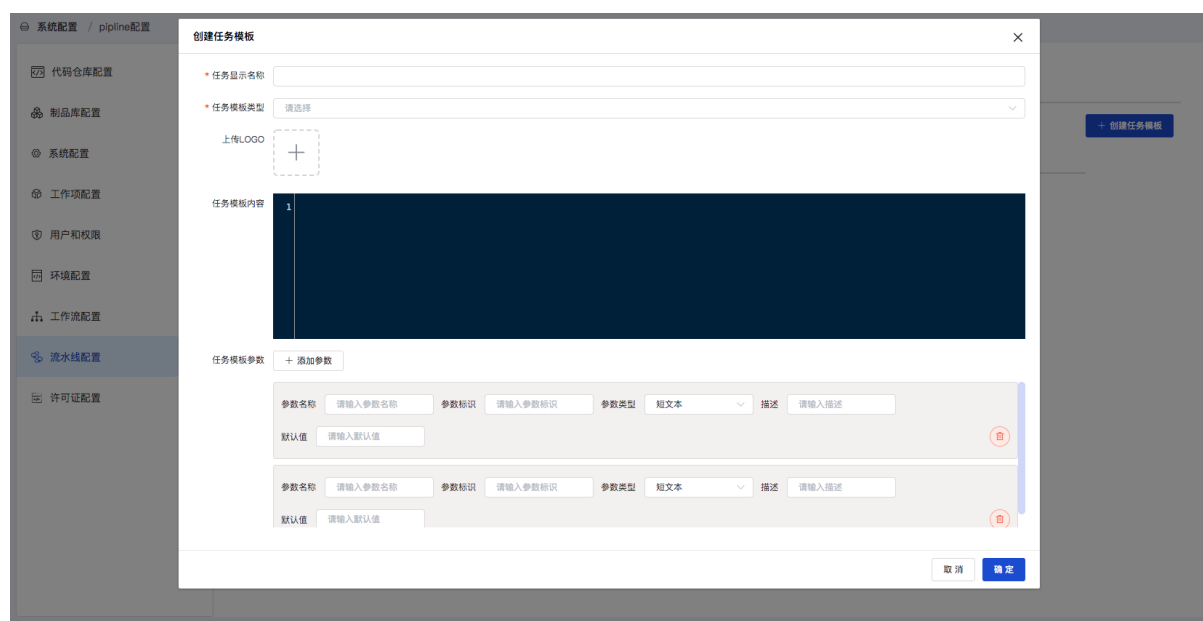 系统配置 / pipline配置
代码仓库配置
制品库配置
系统配置
工作项配置
用户和权限
环境配置
工作流配置
流水线配置
许可证配置
+ 创建任务模板
创建任务模板
* 任务显示名称
* 任务模板类型 请选择
上传LOGO
任务模板内容 1
任务模板参数 + 添加参数
参数名称 请输入参数名称 参数标识 请输入参数标识 参数类型 短文本 描述 请输入描述
默认值 请输入默认值
参数名称 请输入参数名称 参数标识 请输入参数标识 参数类型 短文本 描述 请输入描述
默认值 请输入默认值
取消 确定